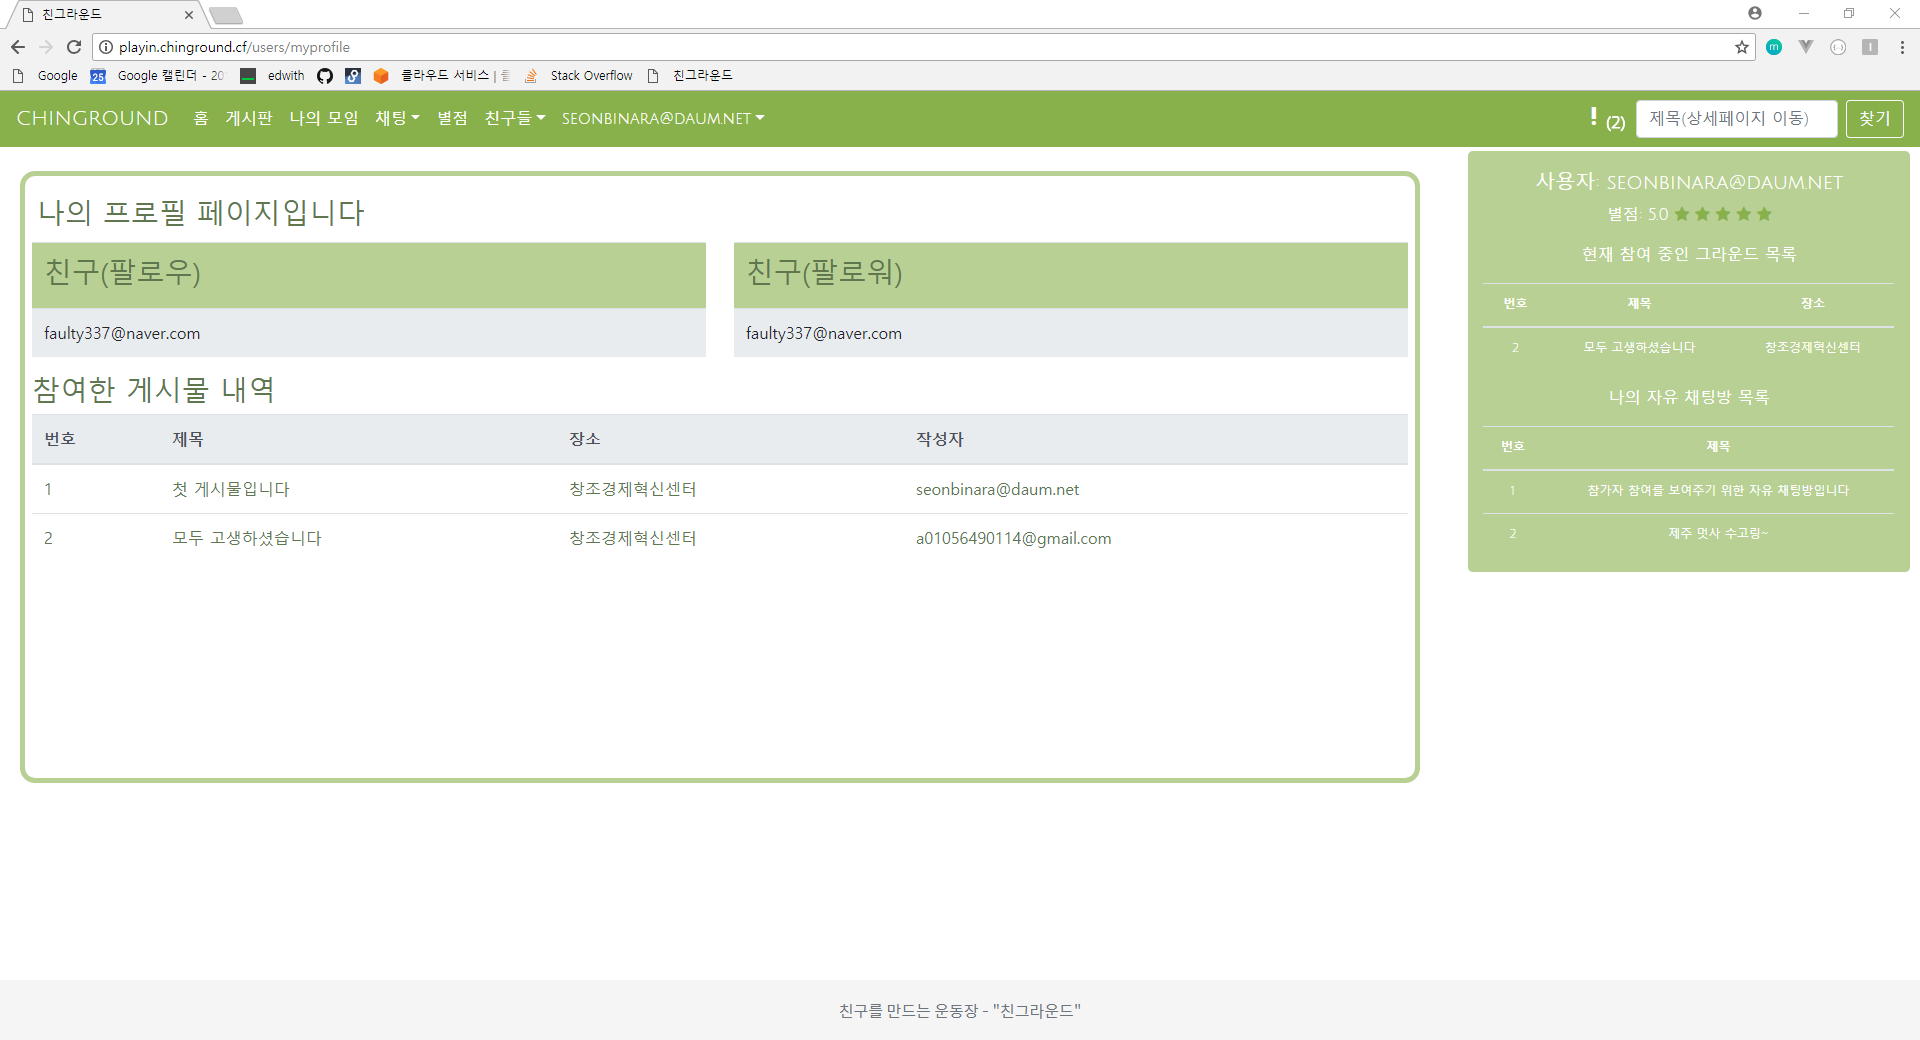 친그라운드
playin.chinground.cf/users/myprofile
Google
25
Google 캘린더 - 20
edwith
클라우드 서비스 |
Stack Overflow
친그라운드
CHINGROUND 홈 게시판 나의 모임 채팅 별점 친구들 SEONBINARA@DAUM.NET ! (2) 제목(상세페이지 이동) 찾기
나의 프로필 페이지입니다
친구(팔로우) 친구(팔로워)
faulty337@naver.com faulty337@naver.com
참여한 게시물 내역
번호 제목 장소 작성자
1 첫 게시물입니다 창조경제혁신센터 seonbinara@daum.net
2 모두 고생하셨습니다 창조경제혁신센터 a01056490114@gmail.com
사용자: SEONBINARA@DAUM.NET
별점: 5.0 ★ ★ ★ ★ ★
현재 참여 중인 그라운드 목록
번호 제목 장소
2 모두 고생하셨습니다 창조경제혁신센터
나의 자유 채팅방 목록
번호 제목
1 참가자 참여를 보여주기 위한 자유 채팅방입니다
2 제주 멋사 수고링~
친구를 만드는 운동장 - "친그라운드"